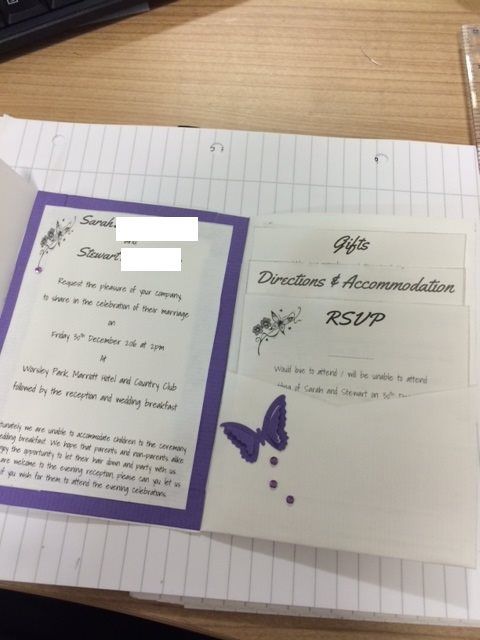 Sarah
and
Stewart
Request the pleasure of your company
to share in the celebration of their marriage
on
Friday 30th December 2016 at 2pm
At
Worsley Park Marriott Hotel and Country Club
followed by the reception and wedding breakfast
we are unable to accommodate children to the ceremony
wedding breakfast. We hope that parents and non-parents alike
the opportunity to let their hair down and party with us
are welcome to the evening reception, please can you let us
if you wish for them to attend the evening celebrations.
Gifts
Directions & Accommodation
RSVP
Would love to attend / will be unable to attend
of Sarah and Stewart on 30th